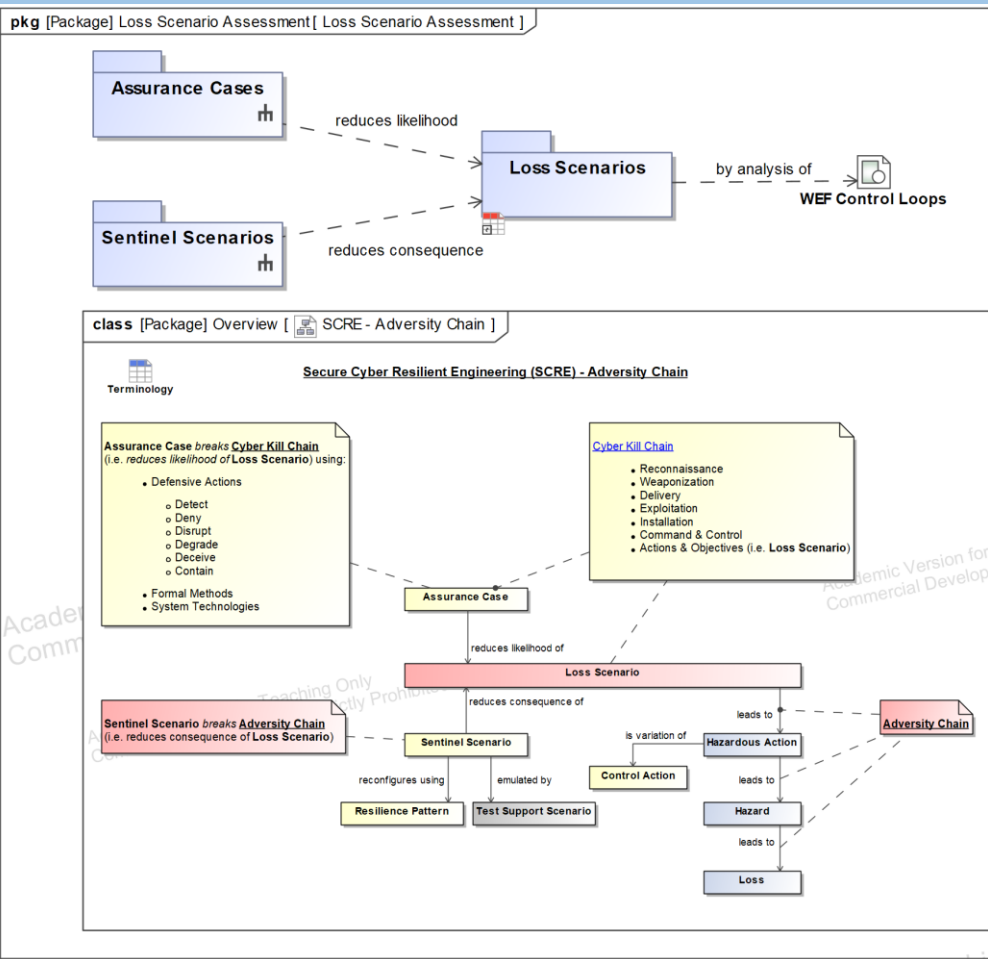 pkg [Package] Loss Scenario Assessment [ Loss Scenario Assessment ]
Assurance Cases
reduces likelihood
Loss Scenarios
by analysis of
WEF Control Loops
Sentinel Scenarios
reduces consequence
class [Package] Overview [ SCRE - Adversity Chain ]
Terminology
Secure Cyber Resilient Engineering (SCRE) - Adversity Chain
Assurance Case breaks Cyber Kill Chain
(i.e. reduces likelihood of Loss Scenario) using:
• Defensive Actions
o Detect
o Deny
o Disrupt
o Degrade
o Deceive
o Contain
• Formal Methods
• System Technologies
Cyber Kill Chain
• Reconnaissance
• Weaponization
• Delivery
• Exploitation
• Installation
• Command & Control
• Actions & Objectives (i.e. Loss Scenario)
Academic Version for
Commercial Develop
Assurance Case
reduces likelihood of
Loss Scenario
Teaching Only
reduces consequence of
leads to
Sentinel Scenario breaks Adversity Chain
(i.e. reduces consequence of Loss Scenario)
Adversity Chain
Sentinel Scenario
is variation of
Hazardous Action
Control Action
reconfigures using
emulated by
leads to
Resilience Pattern
Test Support Scenario
Hazard
leads to
Loss